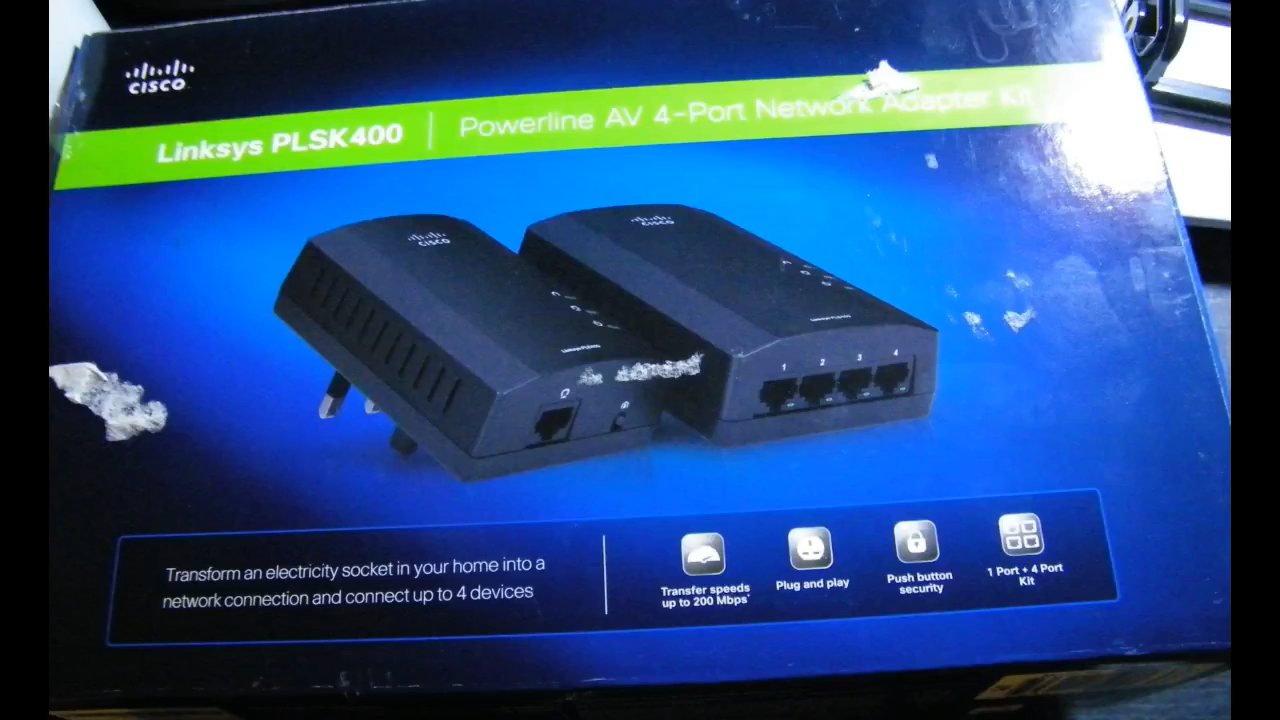 CISCO
Linksys PLSK400 | Powerline AV 4-Port Network Adapter Kit
CISCO
CISCO
1 2 3 4
Transform an electricity socket in your home into a
network connection and connect up to 4 devices
Transfer speeds
up to 200 Mbps*
Plug and play
Push button
security
1 Port + 4 Port
Kit